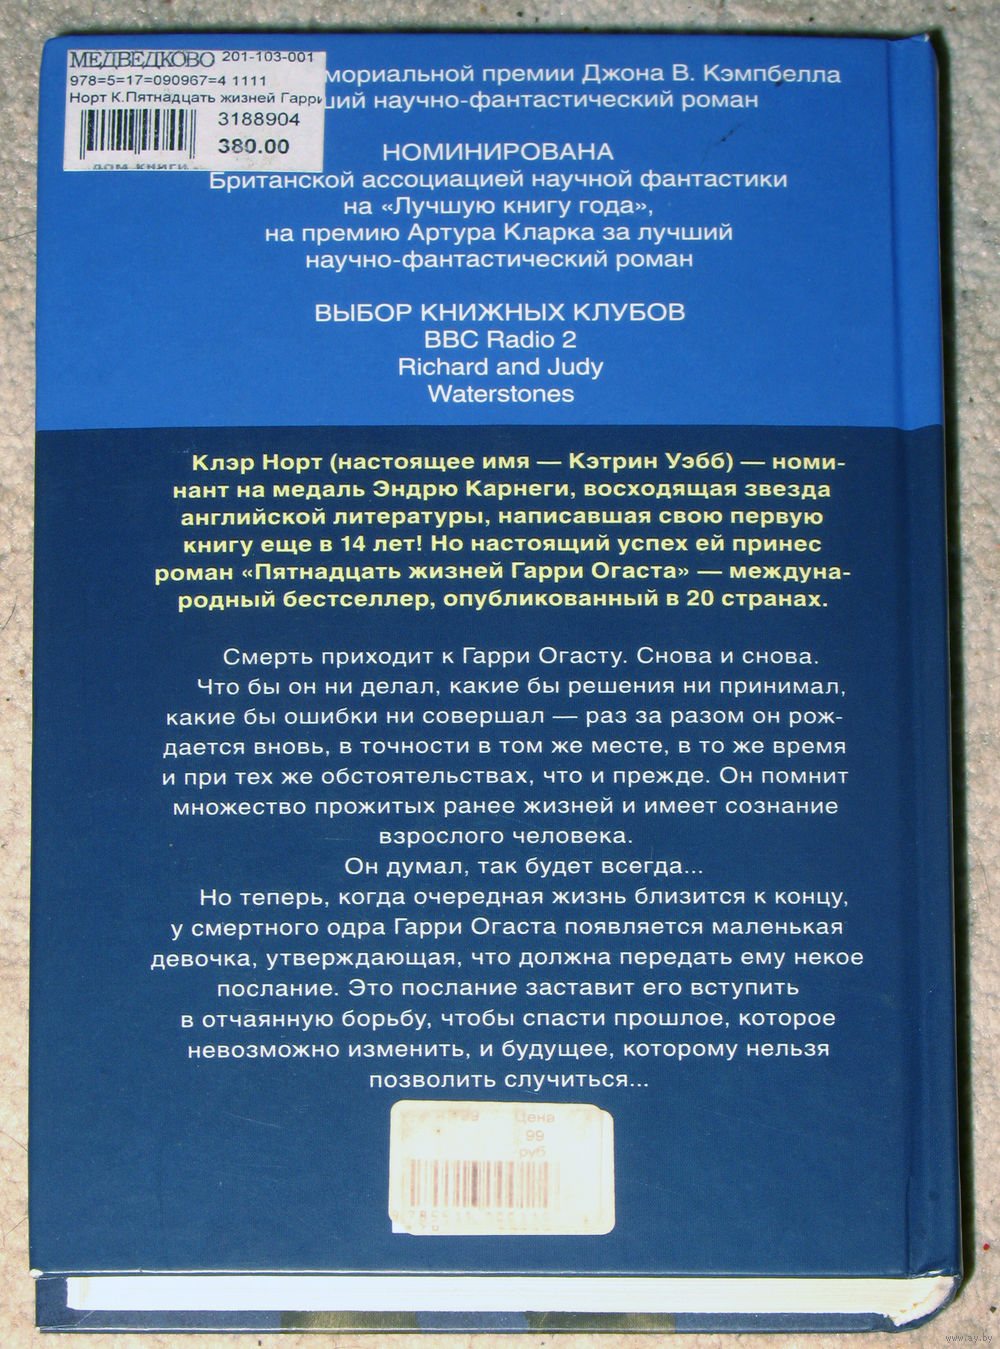 МЕДВЕДКОВО 201-103-001
978=5=17=090967=4 1111
Норт К.Пятнадцать жизней Гарри
3188904
380.00
ДОМ КНИГИ
мориальной премии Джона В. Кэмпбелла
ший научно-фантастический роман
НОМИНИРОВАНА
Британской ассоциацией научной фантастики
на «Лучшую книгу года»,
на премию Артура Кларка за лучший
научно-фантастический роман
ВЫБОР КНИЖНЫХ КЛУБОВ
BBC Radio 2
Richard and Judy
Waterstones
Клэр Норт (настоящее имя — Кэтрин Уэбб) — номи-
нант на медаль Эндрю Карнеги, восходящая звезда
английской литературы, написавшая свою первую
книгу еще в 14 лет! Но настоящий успех ей принес
роман «Пятнадцать жизней Гарри Огаста» — междуна-
родный бестселлер, опубликованный в 20 странах.
Смерть приходит к Гарри Огасту. Снова и снова.
Что бы он ни делал, какие бы решения ни принимал,
какие бы ошибки ни совершал — раз за разом он рож-
дается вновь, в точности в том же месте, в то же время
и при тех же обстоятельствах, что и прежде. Он помнит
множество прожитых ранее жизней и имеет сознание
взрослого человека.
Он думал, так будет всегда...
Но теперь, когда очередная жизнь близится к концу,
у смертного одра Гарри Огаста появляется маленькая
девочка, утверждающая, что должна передать ему некое
послание. Это послание заставит его вступить
в отчаянную борьбу, чтобы спасти прошлое, которое
невозможно изменить, и будущее, которому нельзя
позволить случиться...
Цена
99
руб
www.ay.by